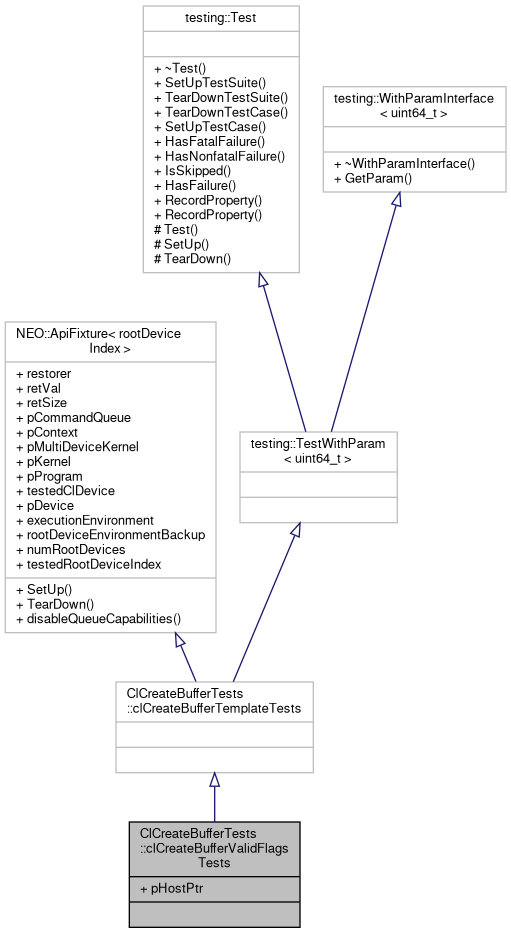 testing::Test
+ ~Test()
+ SetUpTestSuite()
+ TearDownTestSuite()
+ TearDownTestCase()
+ SetUpTestCase()
+ HasFatalFailure()
+ HasNonfatalFailure()
+ IsSkipped()
+ HasFailure()
+ RecordProperty()
+ RecordProperty()
# Test()
# SetUp()
# TearDown()
testing::WithParamInterface
< uint64_t >
+ ~WithParamInterface()
+ GetParam()
NEO::ApiFixture< rootDevice
Index >
+ restorer
+ retVal
+ retSize
+ pCommandQueue
+ pContext
+ pMultiDeviceKernel
+ pKernel
+ pProgram
+ testedClDevice
+ pDevice
+ executionEnvironment
+ rootDeviceEnvironmentBackup
+ numRootDevices
+ testedRootDeviceIndex
+ SetUp()
+ TearDown()
+ disableQueueCapabilities()
testing::TestWithParam
< uint64_t >
ClCreateBufferTests
::clCreateBufferTemplateTests
ClCreateBufferTests
::clCreateBufferValidFlags
Tests
+ pHostPtr